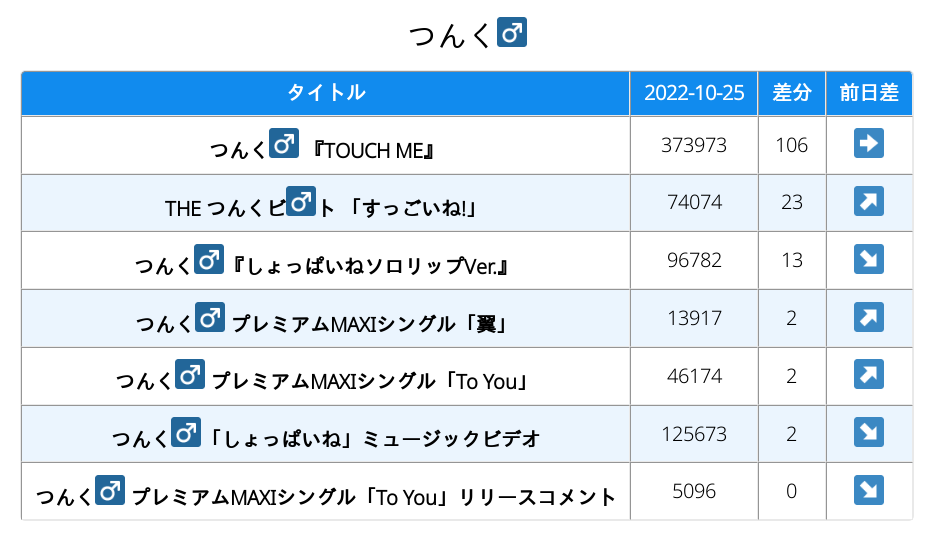 つんく♂
タイトル 2022-10-25 差分 前日差
つんく♂ 『TOUCH ME』 373973 106 ➡
THE つんくビ♂ト 「すっごいね!」 74074 23 ↗
つんく♂『しょっぱいねソロリップVer.』 96782 13 ↘
つんく♂ プレミアムMAXIシングル「翼」 13917 2 ↗
つんく♂ プレミアムMAXIシングル「To You」 46174 2 ↗
つんく♂「しょっぱいね」ミュージックビデオ 125673 2 ↘
つんく♂ プレミアムMAXIシングル「To You」リリースコメント 5096 0 ↘